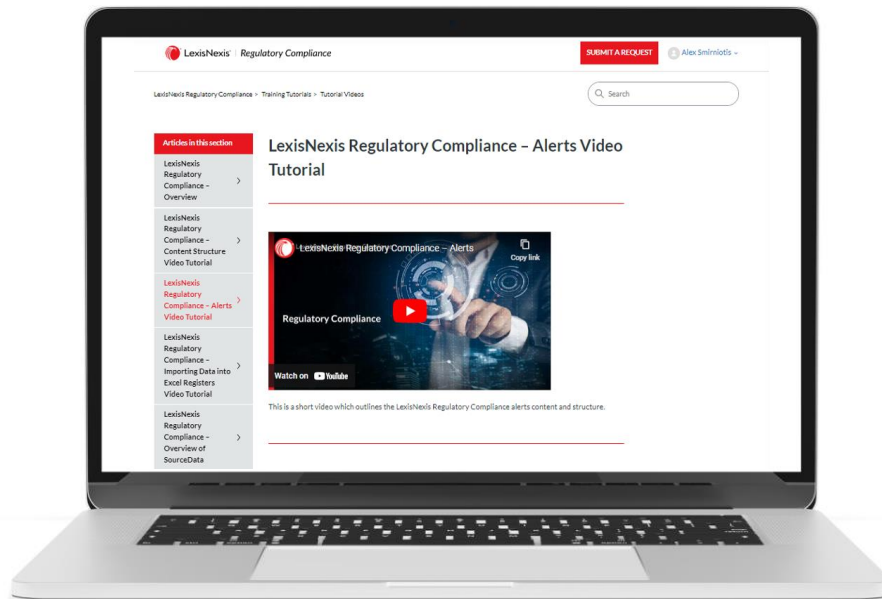 LexisNexis® | Regulatory Compliance
SUBMIT A REQUEST
Alex Smirniotis
LexisNexis Regulatory Compliance > Training Tutorials > Tutorial Videos
Search
Articles in this section
LexisNexis
Regulatory
Compliance –
Overview
LexisNexis
Regulatory
Compliance –
Content Structure
Video Tutorial
LexisNexis
Regulatory
Compliance – Alerts
Video Tutorial
LexisNexis
Regulatory
Compliance –
Importing Data into
Excel Registers
Video Tutorial
LexisNexis
Regulatory
Compliance –
Overview of
SourceData
LexisNexis Regulatory Compliance – Alerts Video
Tutorial
LexisNexis Regulatory Compliance – Alerts
Copy link
Regulatory Compliance
Watch on YouTube
This is a short video which outlines the LexisNexis Regulatory Compliance alerts content and structure.